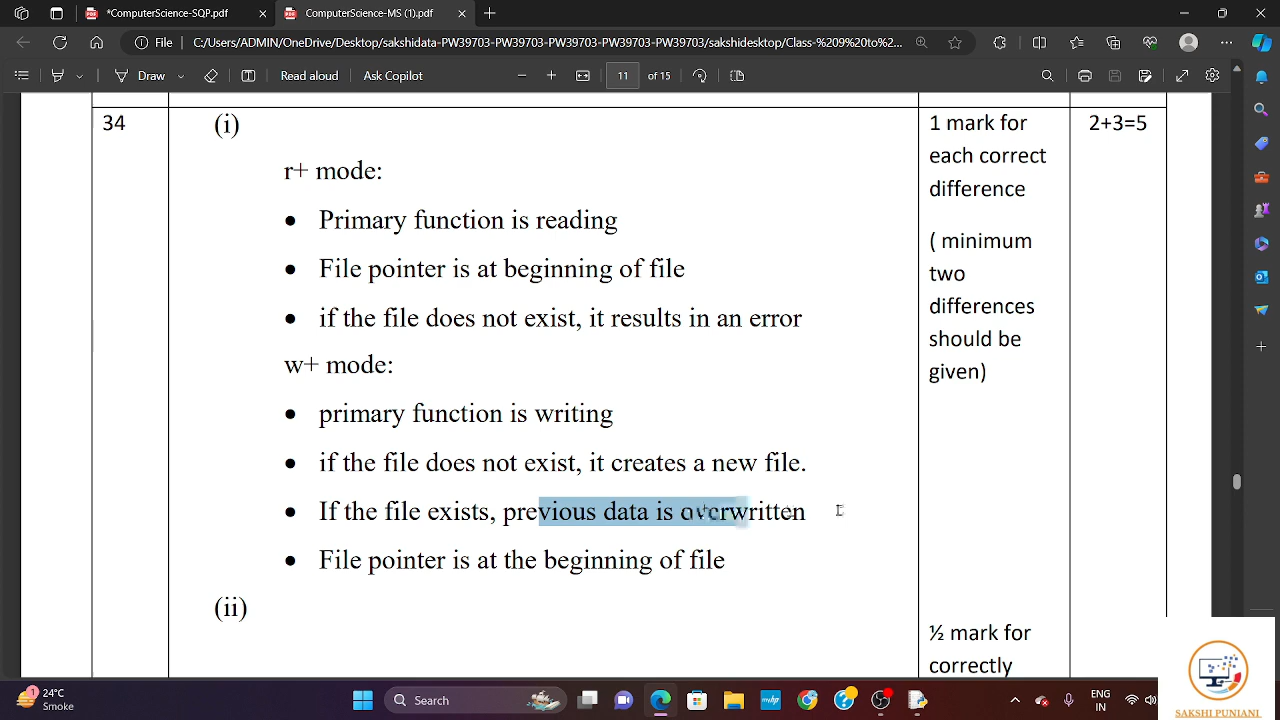 *ComputerScience-SQP.pdf
ComputerScience-MS (1).pdf
File
C:/Users/ADMIN/OneDrive/Desktop/sakshidata-PW39703-PW39703-PW39703-PW39703/sakshidesktop/Class-%209%20to%2...
Draw
Read aloud
Ask Copilot
11
of 15
34
(i)
1 mark for
each correct
difference
2+3=5
r+ mode:
• Primary function is reading
• File pointer is at beginning of file
• if the file does not exist, it results in an error
( minimum
two
differences
should be
given)
w+ mode:
• primary function is writing
• if the file does not exist, it creates a new file.
• If the file exists, previous data is overwritten
• File pointer is at the beginning of file
(ii)
½ mark for
correctly
SAKSHI PUNIANI
1
24°C
Smoke
Search
ENG
IN